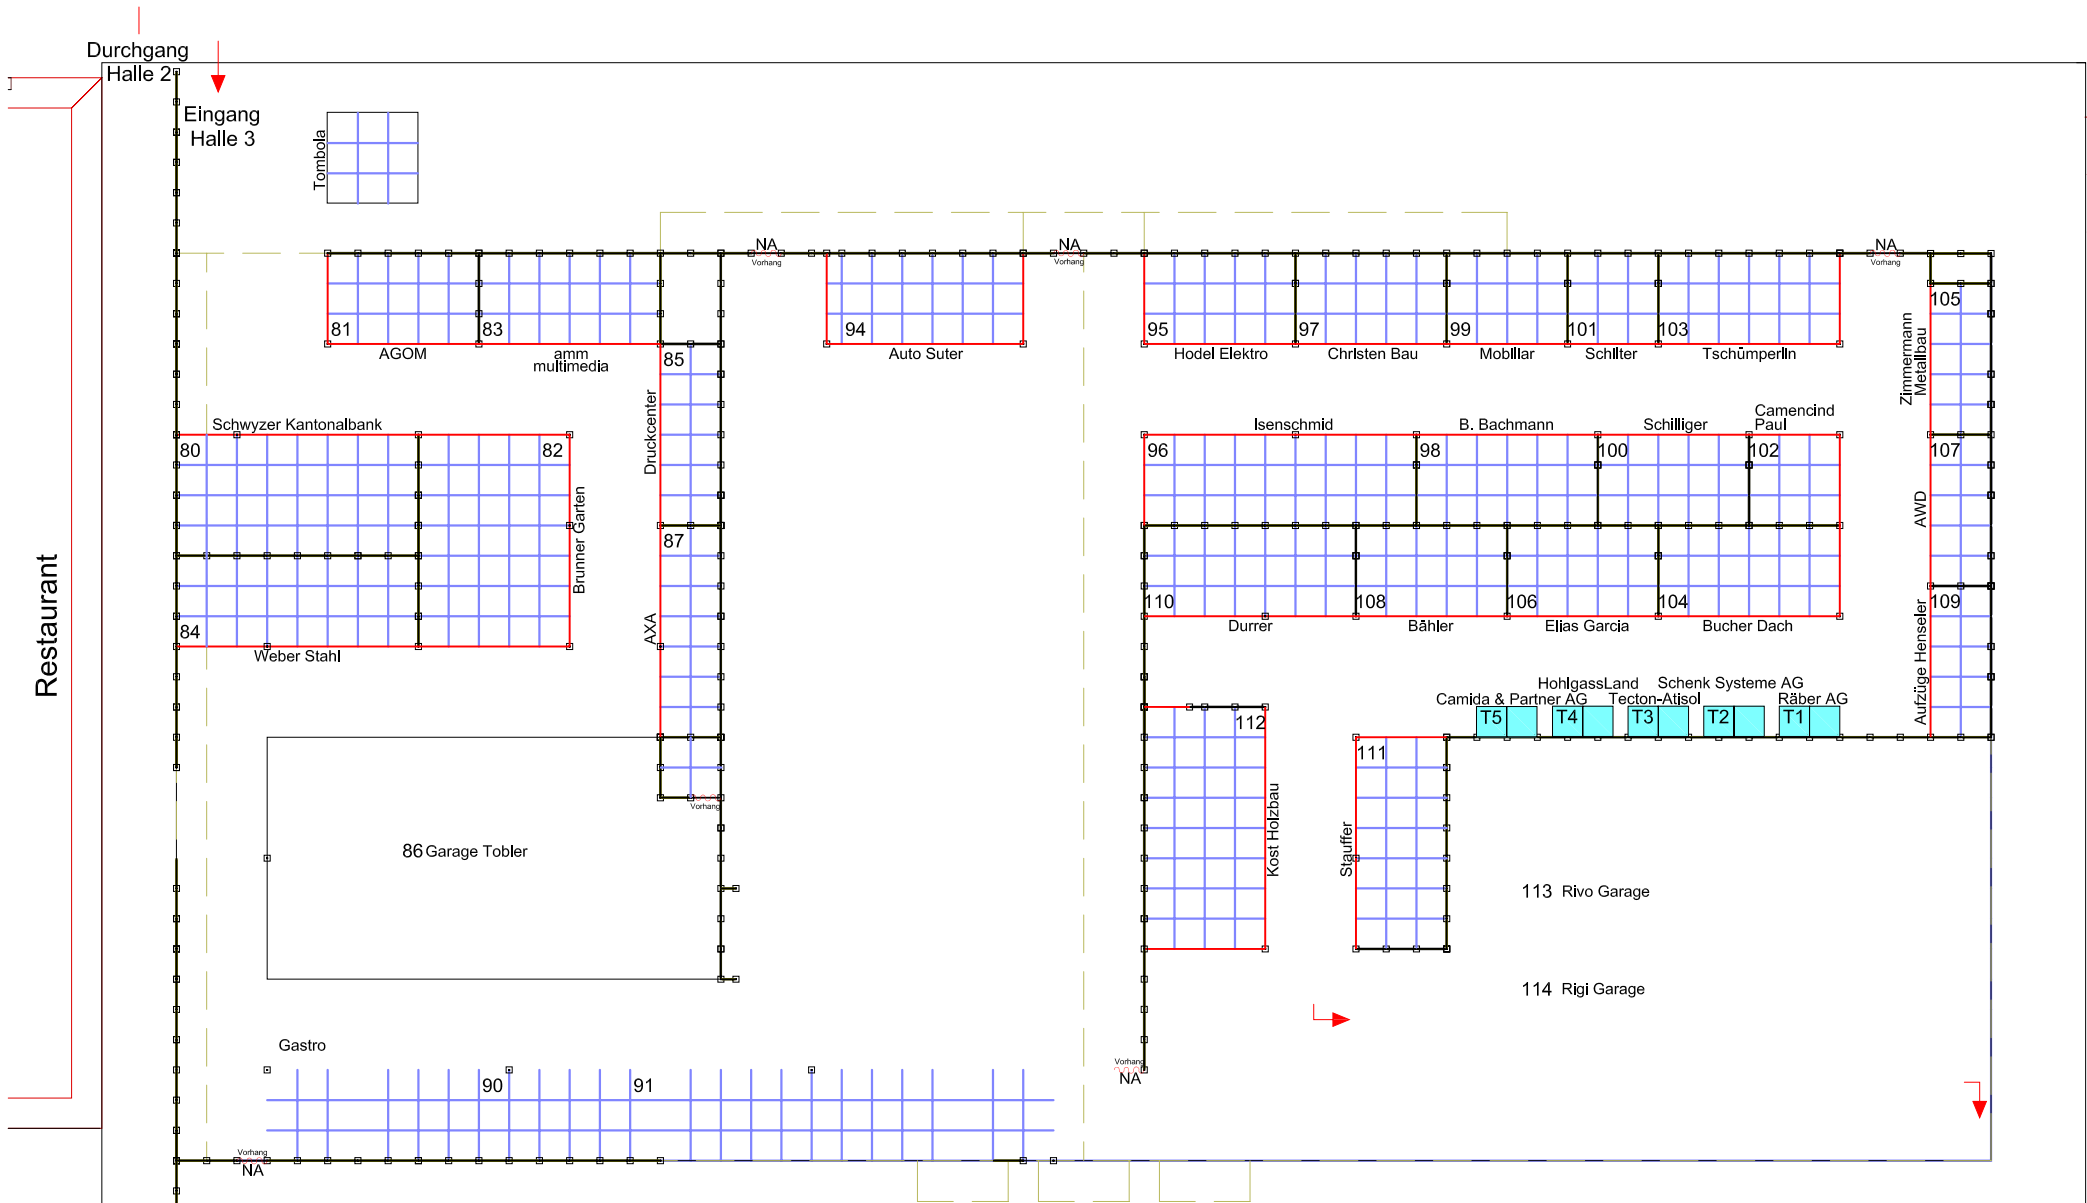 Durchgang
Halle 2
Eingang
Halle 3
Tombola
NA
Vorhang
NA
Vorhang
NA
Vorhang
81
AGOM
83
amm
multimedia
94
Auto Suter
95
Hodel Elektro
97
Christen Bau
99
Mobiliar
101
Schilter
103
Tschümperlin
105
Zimmermann
Metallbau
85
Druckcenter
Schwyzer Kantonalbank
80
82
Brunner Garten
84
Weber Stahl
87
AXA
Isenschmid
B. Bachmann
Schilliger
Camencind
Paul
96
98
100
102
107
AWD
110
108
106
104
Durrer
Bähler
Elias Garcia
Bucher Dach
109
Aufzüge Henseler
Restaurant
HohlgassLand
Schenk Systeme AG
Camida & Partner AG
Tecton-Atisol
Räber AG
T5
T4
T3
T2
T1
112
Kost Holzbau
111
Stauffer
Vorhang
86 Garage Tobler
113 Rivo Garage
114 Rigi Garage
Gastro
90
91
Vorhang
NA
Vorhang
NA